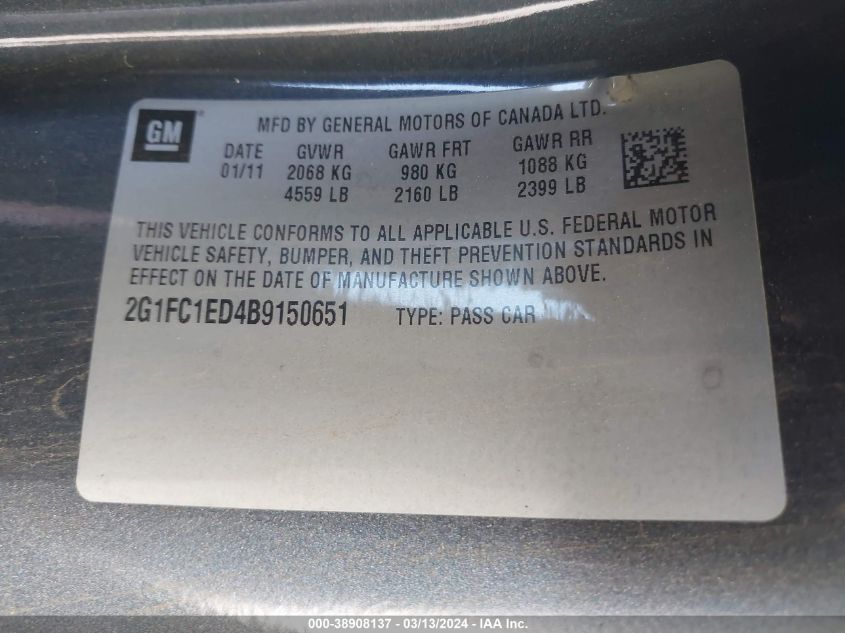 GM
MFD BY GENERAL MOTORS OF CANADA LTD.
DATE GVWR GAWR FRT GAWR RR
01/11 2068 KG 980 KG 1088 KG
4559 LB 2160 LB 2399 LB
THIS VEHICLE CONFORMS TO ALL APPLICABLE U.S. FEDERAL MOTOR
VEHICLE SAFETY, BUMPER, AND THEFT PREVENTION STANDARDS IN
EFFECT ON THE DATE OF MANUFACTURE SHOWN ABOVE.
2G1FC1ED4B9150651 TYPE: PASS CAR
000-38908137 - 03/13/2024 - IAA Inc.